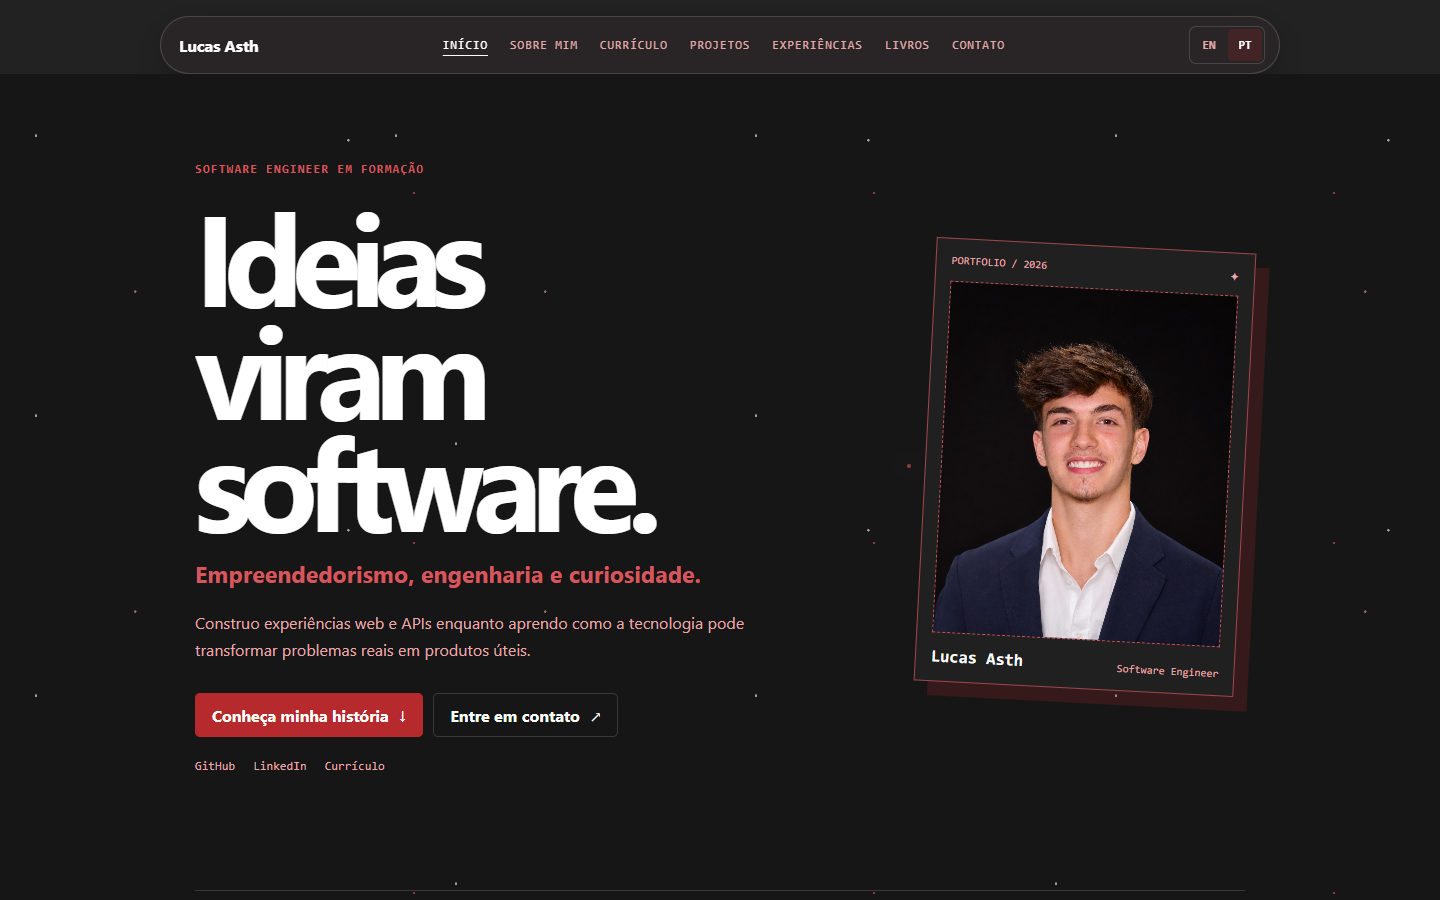 Lucas Asth
INÍCIO
SOBRE MIM
CURRÍCULO
PROJETOS
EXPERIÊNCIAS
LIVROS
CONTATO
EN
PT
SOFTWARE ENGINEER EM FORMAÇÃO
Ideias
viram
software.
Empreendedorismo, engenharia e curiosidade.
Construo experiências web e APIs enquanto aprendo como a tecnologia pode
transformar problemas reais em produtos úteis.
Conheça minha história ↓
Entre em contato ↗
GitHub
LinkedIn
Currículo
PORTFOLIO / 2026
✦
Lucas Asth
Software Engineer